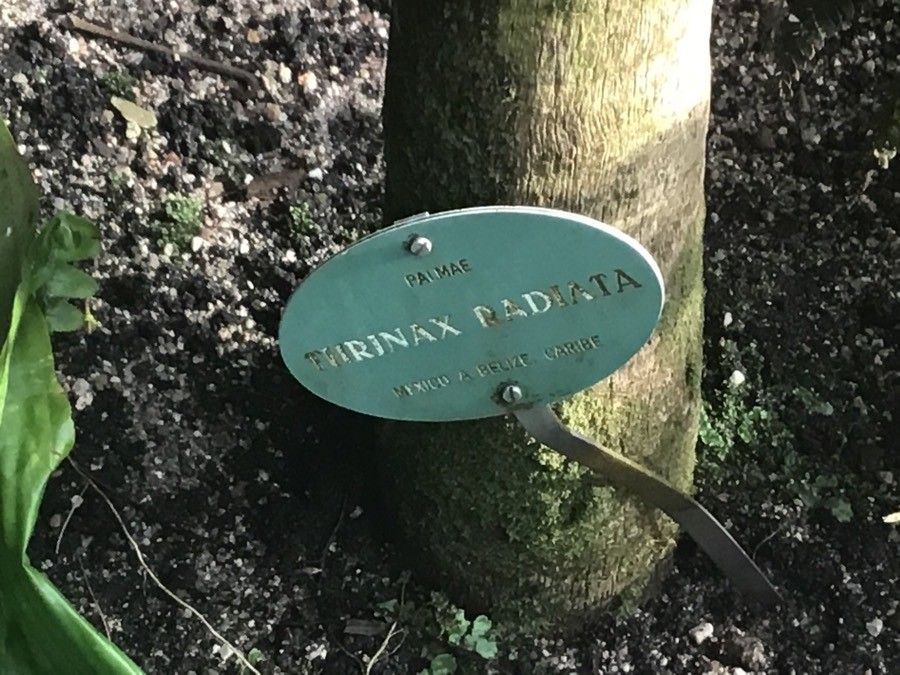 PALMAE
THRINAX RADIATA
MEXICO A BELIZE CARIBE